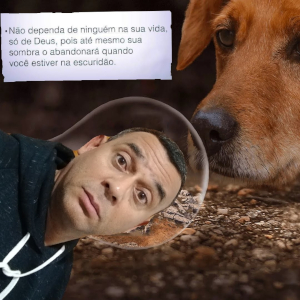 • Não dependa de ninguém na sua vida,
só de Deus, pois até mesmo sua
sombra o abandonará quando
você estiver na escuridão.